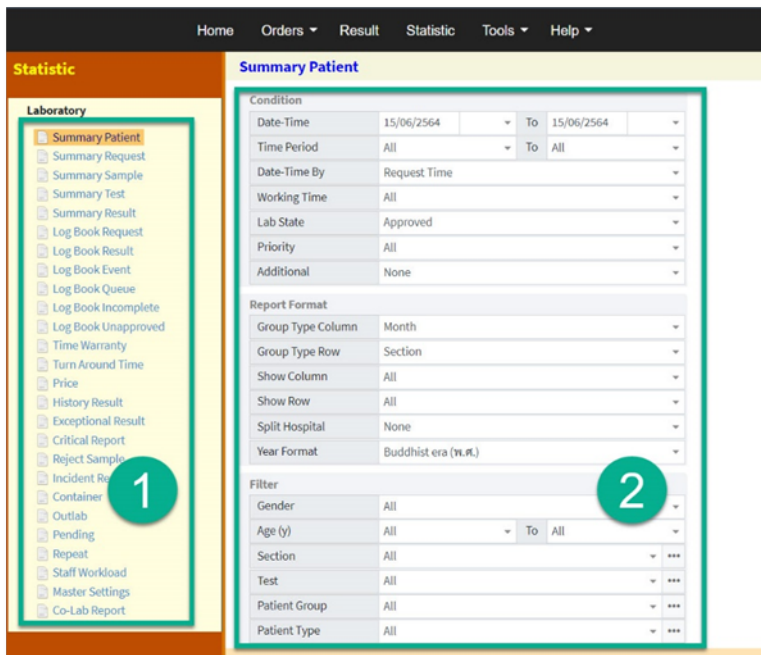 Home Orders Result Statistic Tools Help
Statistic
Summary Patient
Laboratory
Summary Patient
Summary Request
Summary Sample
Summary Test
Summary Result
Log Book Request
Log Book Result
Log Book Event
Log Book Queue
Log Book Incomplete
Log Book Unapproved
Time Warranty
Turn Around Time
Price
History Result
Exceptional Result
Critical Report
Reject Sample
Incident Re
Container
Outlab
Pending
Repeat
Staff Workload
Master Settings
Co-Lab Report
1
Condition
Date-Time 15/06/2564 To 15/06/2564
Time Period All To All
Date-Time By Request Time
Working Time All
Lab State Approved
Priority All
Additional None
Report Format
Group Type Column Month
Group Type Row Section
Show Column All
Show Row All
Split Hospital None
Year Format Buddhist era (พ.ศ.)
Filter
Gender All
Age (y) All To All
Section All
Test All
Patient Group All
Patient Type All
2